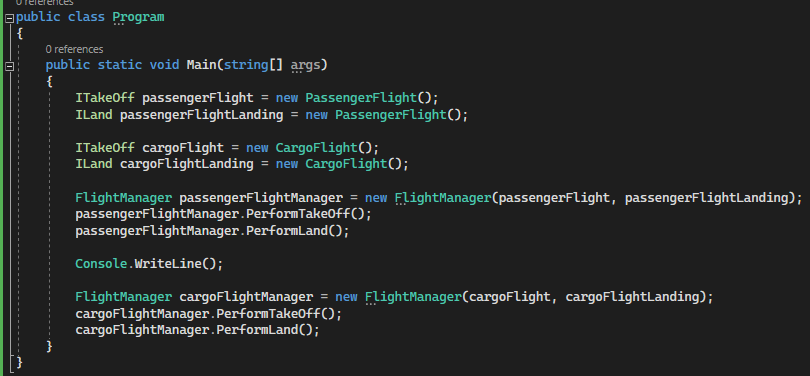 0 references
public class Program
{
0 references
public static void Main(string[] args)
{
ITakeOff passengerFlight = new PassengerFlight();
ILand passengerFlightLanding = new PassengerFlight();
ITakeOff cargoFlight = new CargoFlight();
ILand cargoFlightLanding = new CargoFlight();
FlightManager passengerFlightManager = new FlightManager(passengerFlight, passengerFlightLanding);
passengerFlightManager.PerformTakeOff();
passengerFlightManager.PerformLand();
Console.WriteLine();
FlightManager cargoFlightManager = new FlightManager(cargoFlight, cargoFlightLanding);
cargoFlightManager.PerformTakeOff();
cargoFlightManager.PerformLand();
}
}